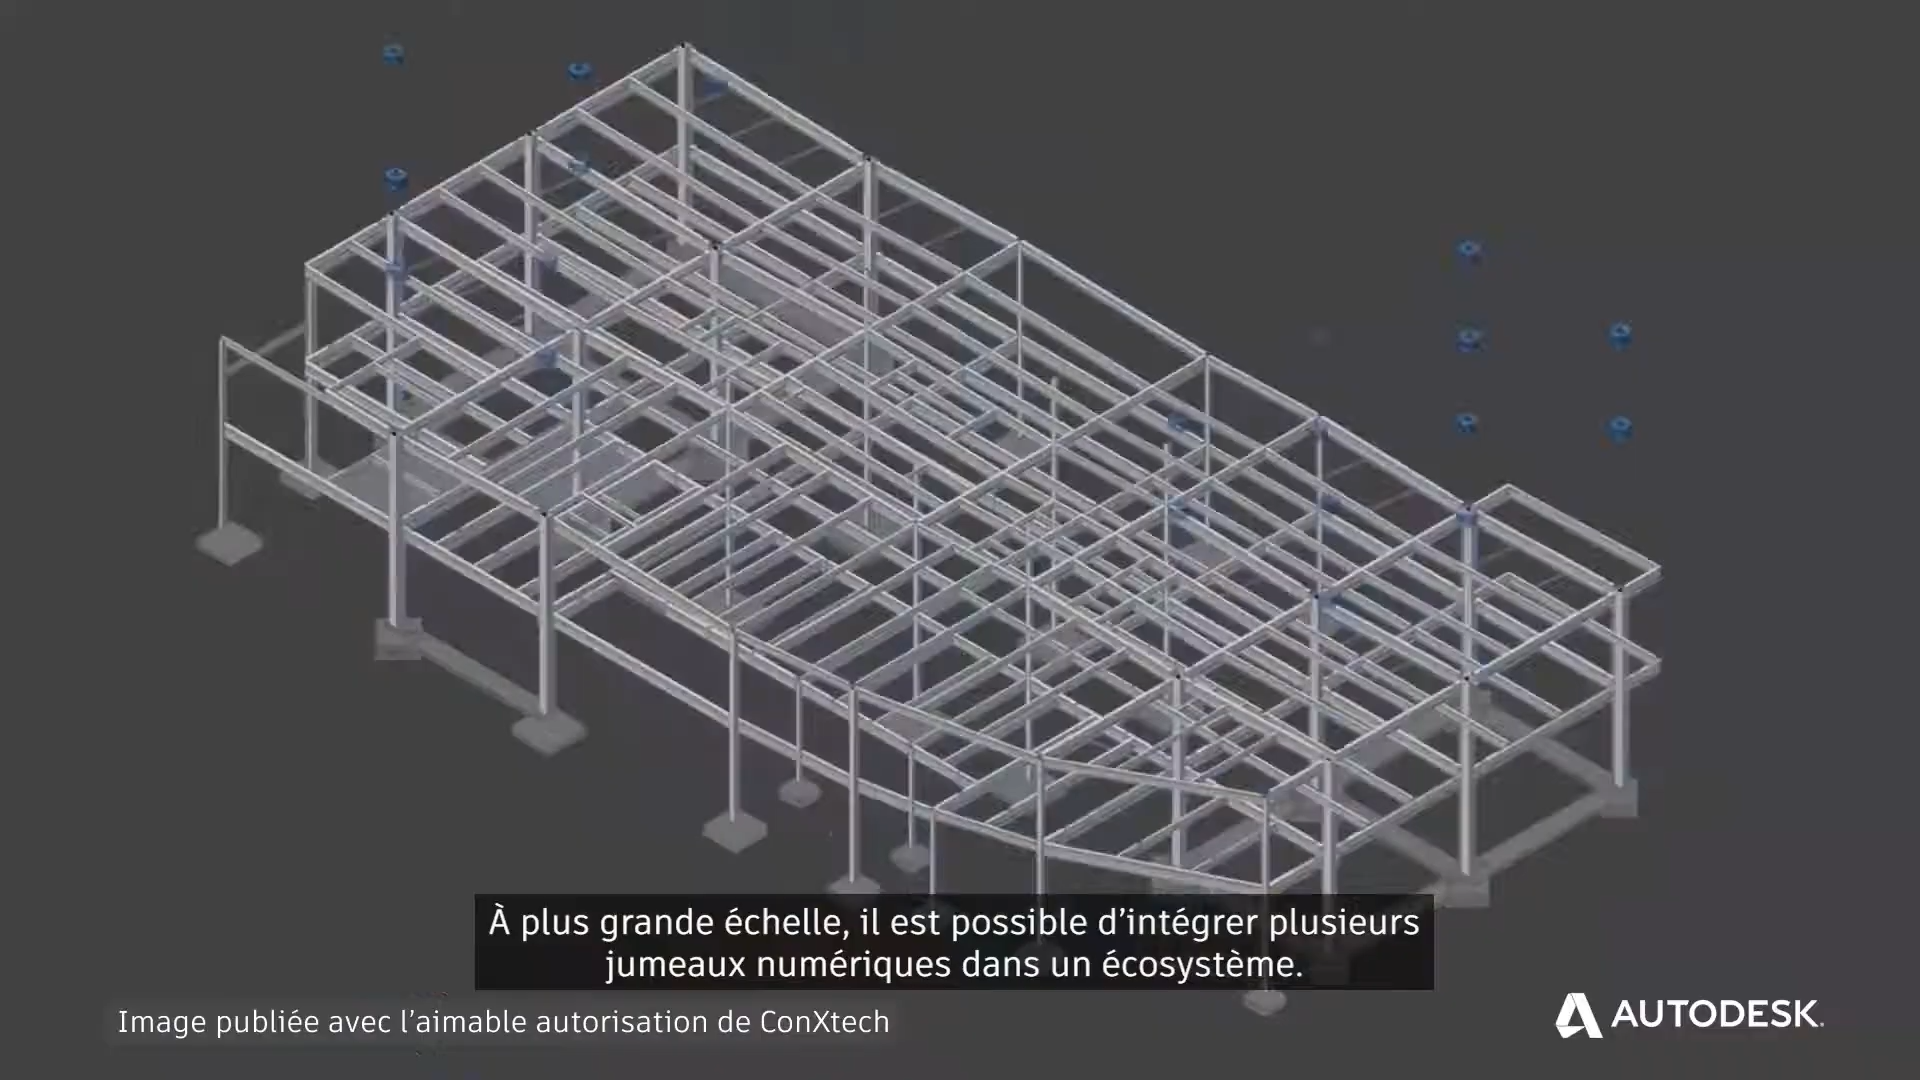 À plus grande échelle, il est possible d’intégrer plusieurs
jumeaux numériques dans un écosystème.
Image publiée avec l’aimable autorisation de ConXtech
AUTODESK.